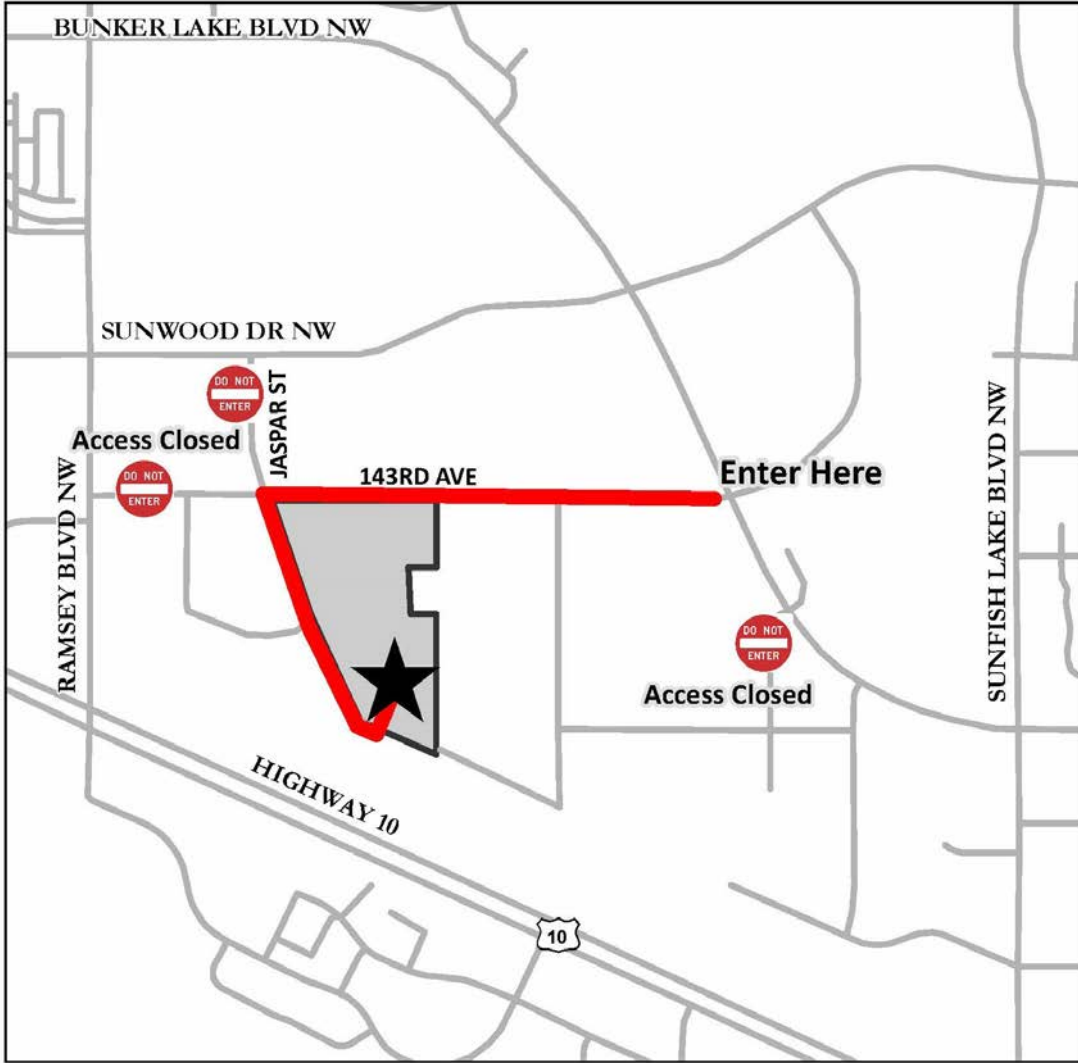 BUNKER LAKE BLVD NW
SUNWOOD DR NW
DO NOT
ENTER
JASPAR ST
Access Closed
DO NOT
ENTER
143RD AVE
Enter Here
RAMSEY BLVD NW
SUNFISH LAKE BLVD NW
DO NOT
ENTER
Access Closed
HIGHWAY 10
10